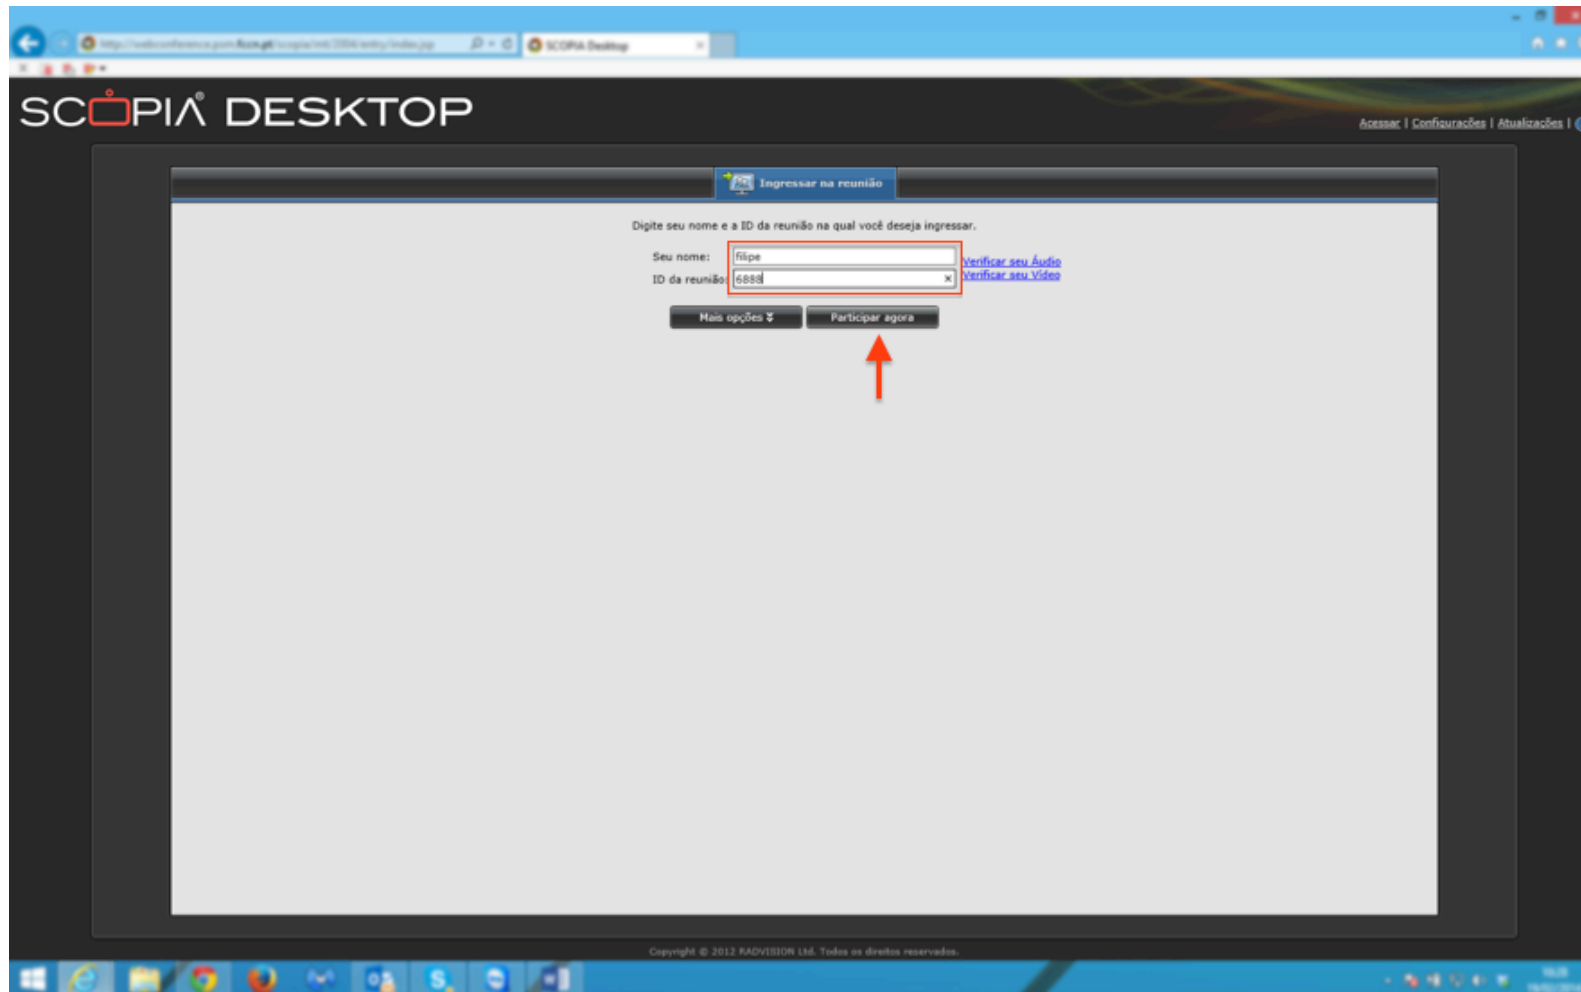 SCOPIA Desktop
SCOPIA® DESKTOP
Acessar | Configurações | Atualizações |
Ingressar na reunião
Digite seu nome e a ID da reunião na qual você deseja ingressar.
Seu nome: filipe
Verificar seu Áudio
ID da reunião: 6888
Verificar seu Vídeo
Mais opções Participar agora
Copyright © 2012 RADVISION Ltd. Todos os direitos reservados.